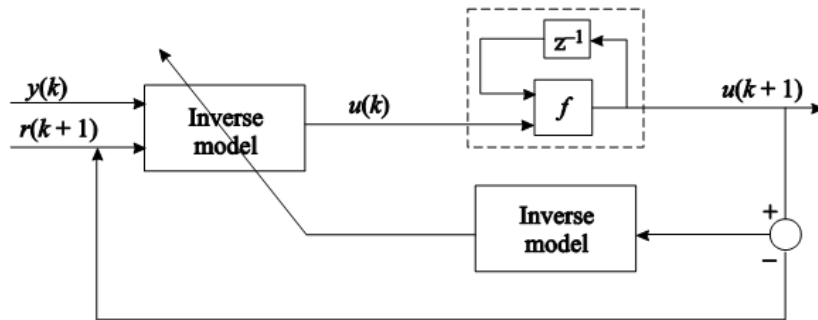 z⁻¹
y(k)
r(k + 1)
Inverse
model
u(k)
f
u(k + 1)
Inverse
model
+
−